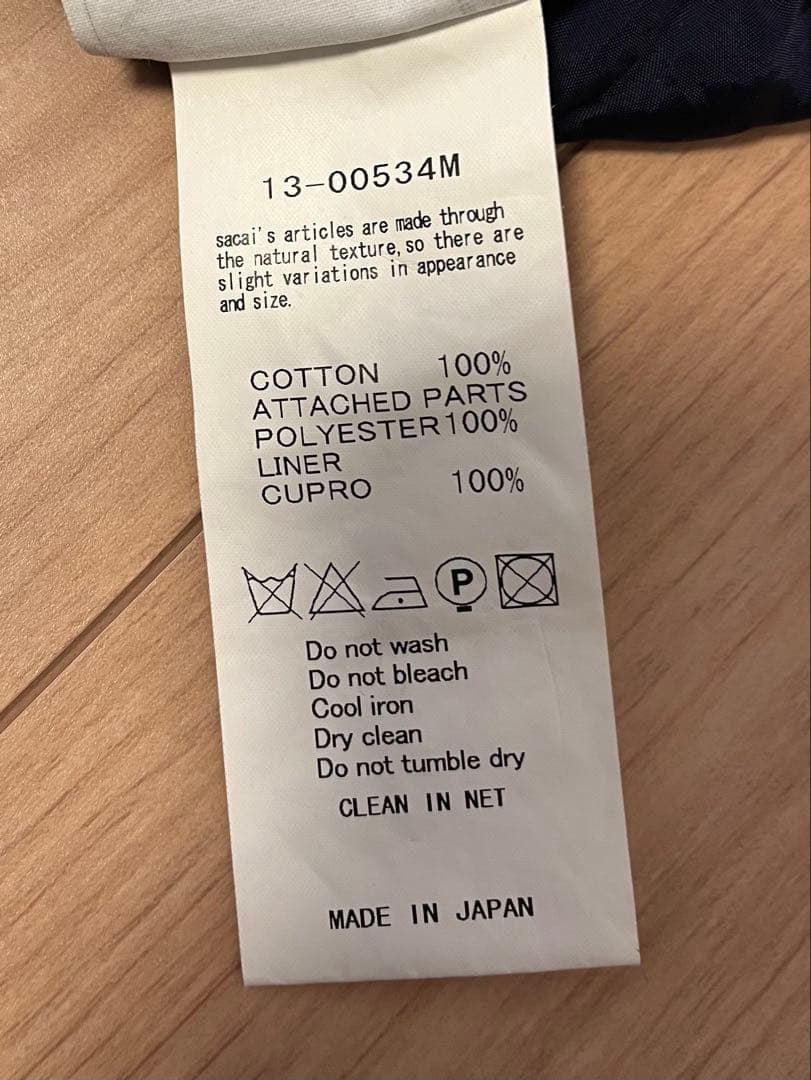 13-00534M
sacai's articles are made through
the natural texture, so there are
slight variations in appearance
and size.
COTTON 100%
ATTACHED PARTS
POLYESTER 100%
LINER
CUPRO 100%
P
Do not wash
Do not bleach
Cool iron
Dry clean
Do not tumble dry
CLEAN IN NET
MADE IN JAPAN